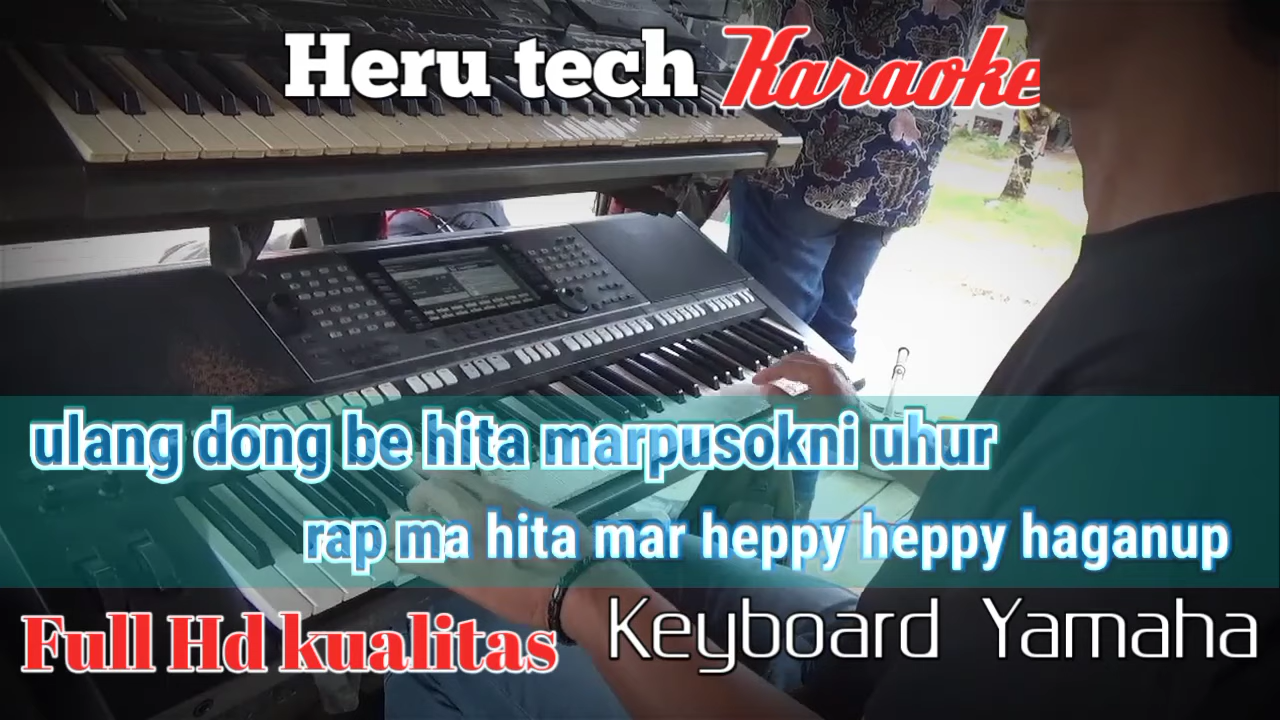 Heru tech Karaoke
ulang dong be hita marpusokni uhur
rap ma hita mar heppy heppy haganup
Full Hd kualitas
Keyboard Yamaha